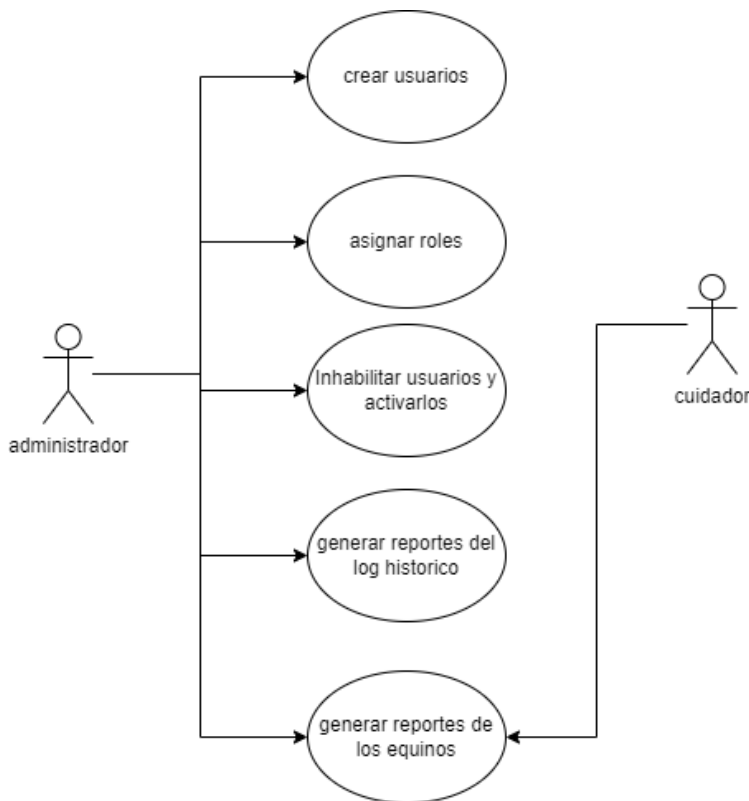 crear usuarios
asignar roles
Inhabilitar usuarios y
activarlos
administrador
cuidador
generar reportes del
log historico
generar reportes de
los equinos